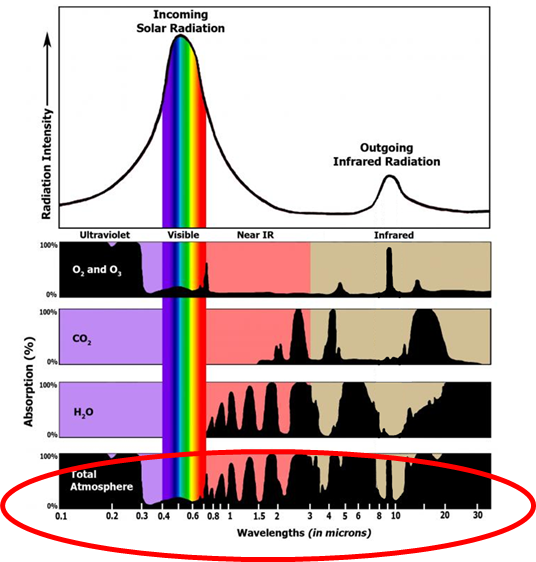 Incoming
Solar Radiation
Radiation Intensity
Outgoing
Infrared Radiation
Ultraviolet Visible Near IR Infrared
100%
O2 and O3
0%
100%
CO2
0%
Absorption (%)
100%
H2O
0%
100%
Total
Atmosphere
0%
0.1 0.2 0.3 0.4 0.6 0.8 1 1.5 2 3 4 5 6 8 10 20 30
Wavelengths (in microns)